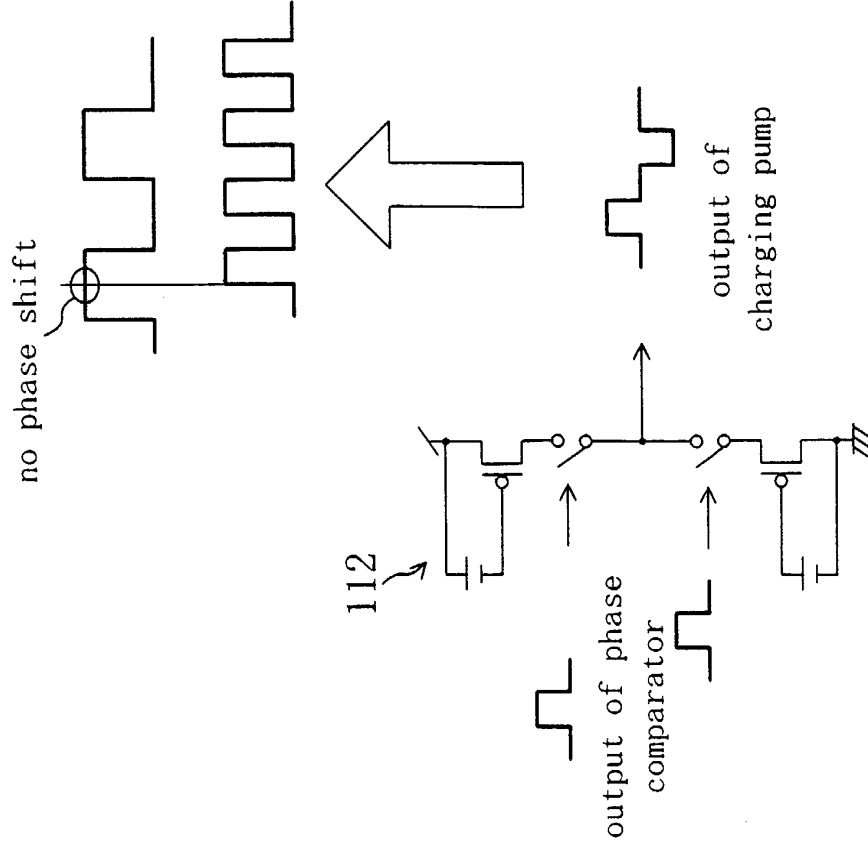 no phase shift
output of
charging pump
112
output of phase
comparator